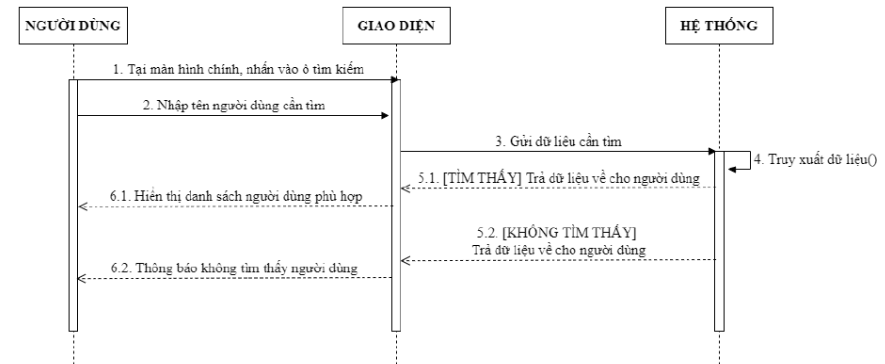 NGƯỜI DÙNG
GIAO DIỆN
HỆ THỐNG
1. Tại màn hình chính, nhấn vào ô tìm kiếm
2. Nhập tên người dùng cần tìm
3. Gửi dữ liệu cần tìm
4. Truy xuất dữ liệu()
5.1. [TÌM THẤY] Trả dữ liệu về cho người dùng
6.1. Hiển thị danh sách người dùng phù hợp
5.2. [KHÔNG TÌM THẤY]
Trả dữ liệu về cho người dùng
6.2. Thông báo không tìm thấy người dùng